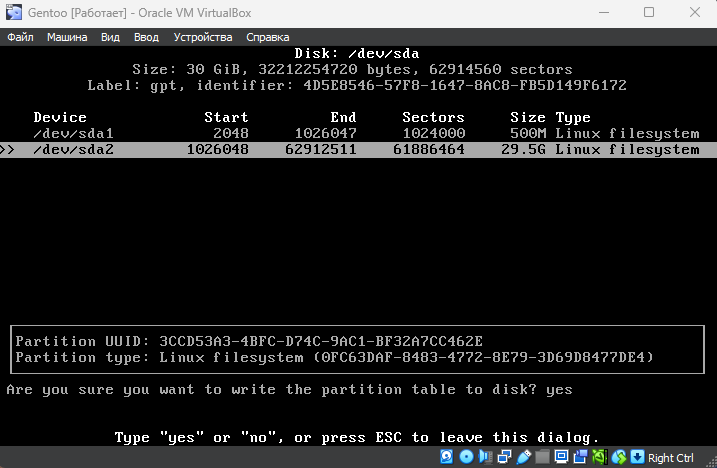 Gentoo [Работает] - Oracle VM VirtualBox
Файл Машина Вид Ввод Устройства Справка
Disk: /dev/sda
Size: 30 GiB, 32212254720 bytes, 62914560 sectors
Label: gpt, identifier: 4D5E8546-57F8-1647-8AC8-FB5D149F6172
Device Start End Sectors Size Type
/dev/sda1 2048 1026047 1024000 500M Linux filesystem
>> /dev/sda2 1026048 62912511 61886464 29.5G Linux filesystem
Partition UUID: 3CCD53A3-4BFC-D74C-9AC1-BF32A7CC462E
Partition type: Linux filesystem (0FC63DAF-8483-4772-8E79-3D69D8477DE4)
Are you sure you want to write the partition table to disk? yes
Type "yes" or "no", or press ESC to leave this dialog.
Right Ctrl